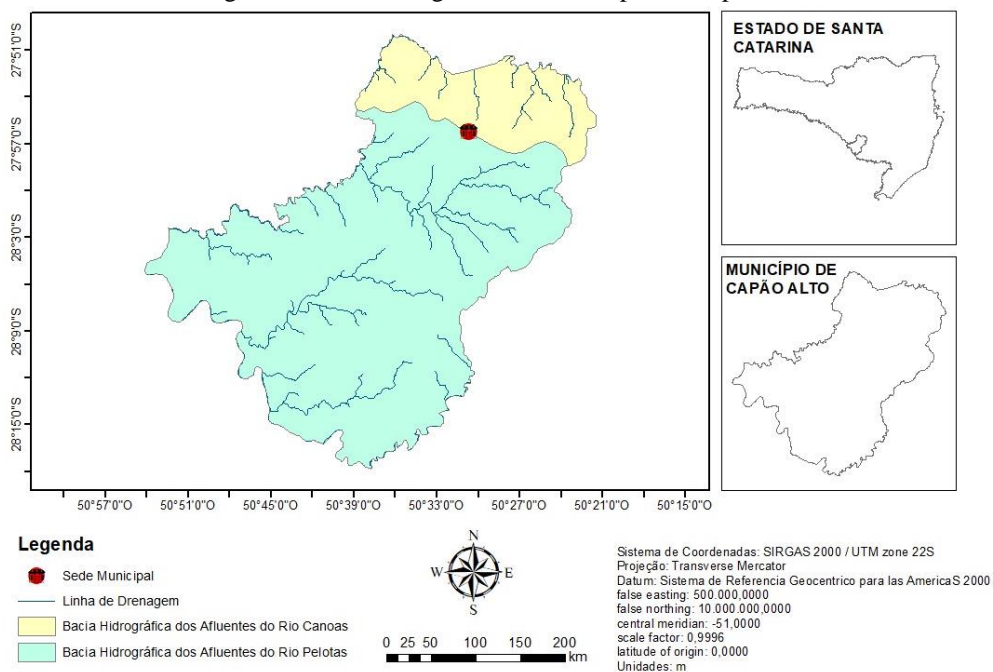 ESTADO DE SANTA
CATARINA
MUNICÍPIO DE
CAPÃO ALTO
27°51'0"S
27°57'0"S
28°3'0"S
28°9'0"S
28°15'0"S
50°57'0"O 50°51'0"O 50°45'0"O 50°39'0"O 50°33'0"O 50°27'0"O 50°21'0"O 50°15'0"O
Legenda
Sede Municipal
Linha de Drenagem
Bacia Hidrográfica dos Afluentes do Rio Canoas
Bacia Hidrográfica dos Afluentes do Rio Pelotas
N
W E
S
0 25 50 100 150 200
km
Sistema de Coordenadas: SIRGAS 2000 / UTM zone 22S
Projeção: Transverse Mercator
Datum: Sistema de Referencia Geocentrico para las AmericaS 2000
false easting: 500.000,0000
false northing: 10.000.000,0000
central meridian: -51,0000
scale factor: 0,9996
latitude of origin: 0,0000
Unidades: m